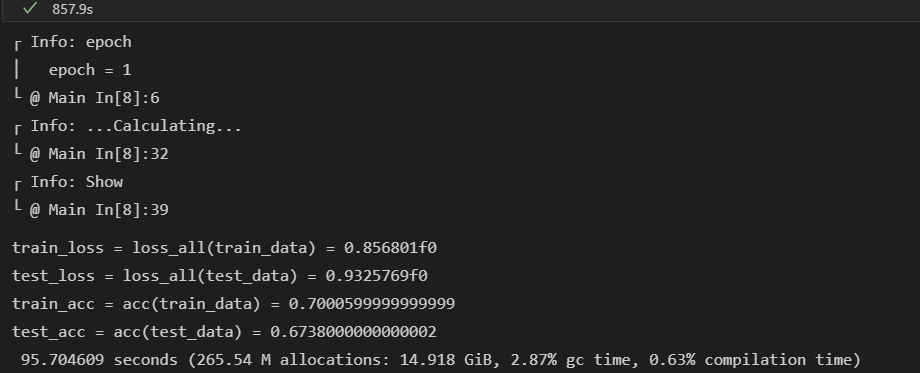 ✓ 857.9s
┌ Info: epoch
│   epoch = 1
└ @ Main In[8]:6
┌ Info: ...Calculating...
└ @ Main In[8]:32
┌ Info: Show
└ @ Main In[8]:39
train_loss = loss_all(train_data) = 0.856801f0
test_loss = loss_all(test_data) = 0.9325769f0
train_acc = acc(train_data) = 0.7000599999999999
test_acc = acc(test_data) = 0.6738000000000002
95.704609 seconds (265.54 M allocations: 14.918 GiB, 2.87% gc time, 0.63% compilation time)